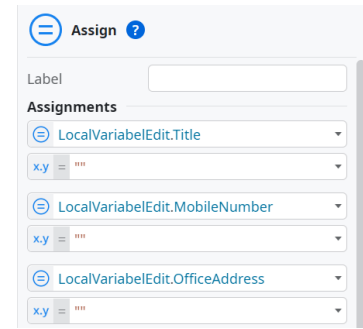 Assign ?
Label
Assignments
LocalVariabelEdit.Title
x.y = ""
LocalVariabelEdit.MobileNumber
x.y = ""
LocalVariabelEdit.OfficeAddress
x.y = ""